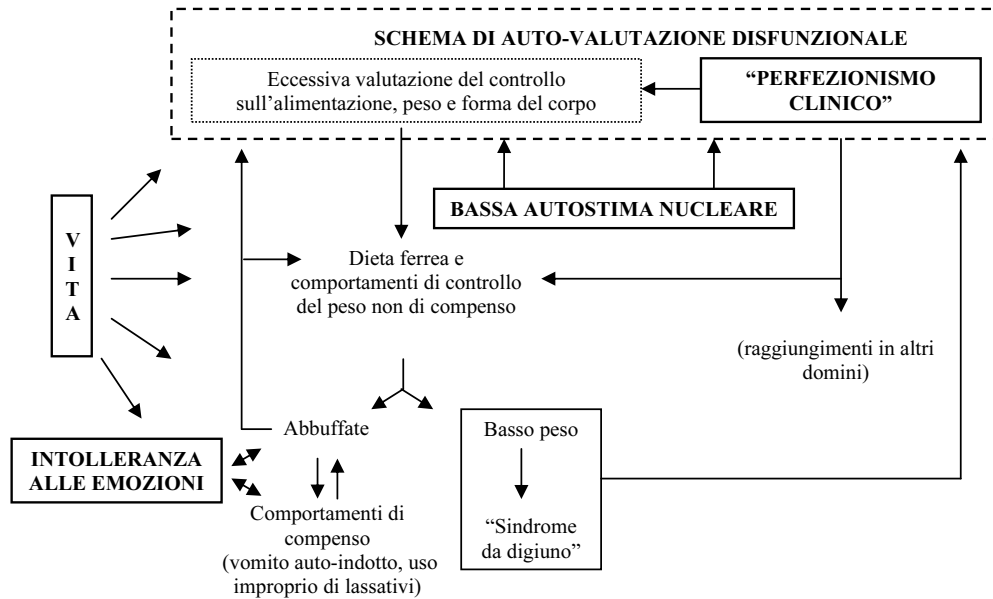 SCHEMA DI AUTO-VALUTAZIONE DISFUNZIONALE
Eccessiva valutazione del controllo
sull’alimentazione, peso e forma del corpo
“PERFEZIONISMO
CLINICO”
BASSA AUTOSTIMA NUCLEARE
V
I
T
A
Dieta ferrea e
comportamenti di controllo
del peso non di compenso
(raggiungimenti in altri
domini)
Abbuffate
Basso peso
INTOLLERANZA
ALLE EMOZIONI
Comportamenti di
compenso
(vomito auto-indotto, uso
improprio di lassativi)
“Sindrome
da digiuno”